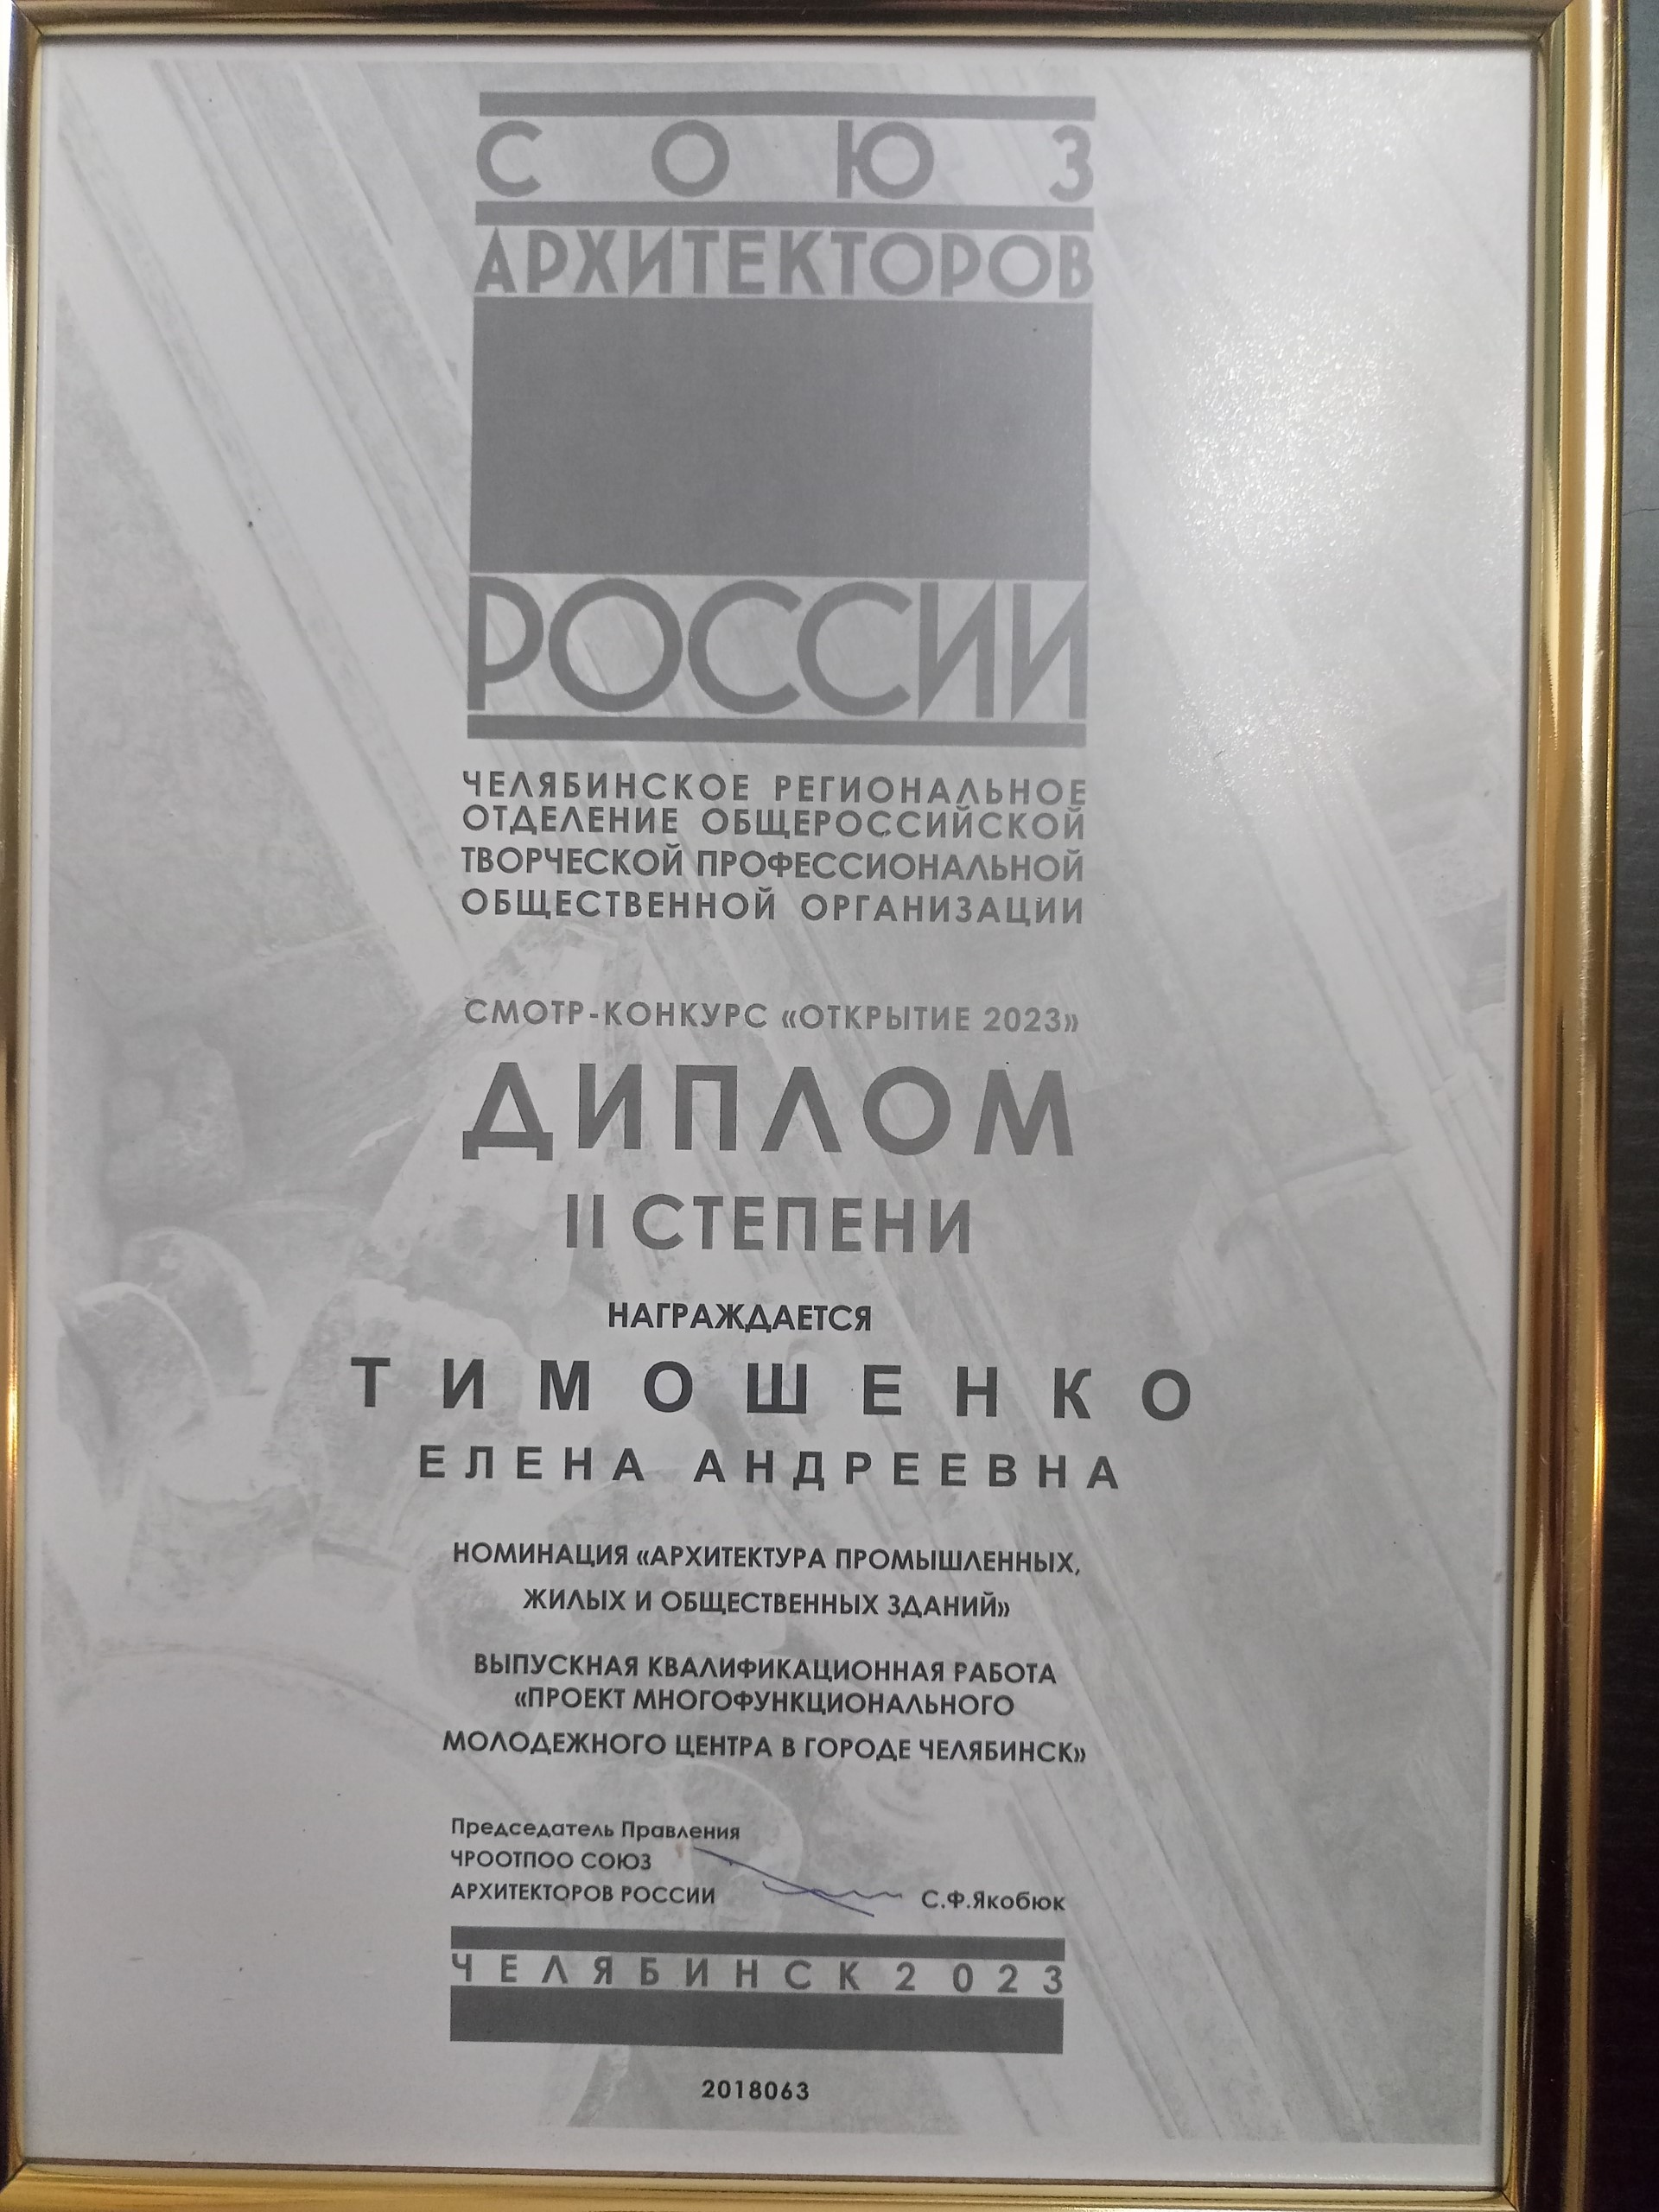 СОЮЗ
АРХИТЕКТОРОВ
РОССИИ
ЧЕЛЯБИНСКОЕ РЕГИОНАЛЬНОЕ
ОТДЕЛЕНИЕ ОБЩЕРОССИЙСКОЙ
ТВОРЧЕСКОЙ ПРОФЕССИОНАЛЬНОЙ
ОБЩЕСТВЕННОЙ ОРГАНИЗАЦИИ
СМОТР-КОНКУРС «ОТКРЫТИЕ 2023»
ДИПЛОМ
II СТЕПЕНИ
НАГРАЖДАЕТСЯ
ТИМОШЕНКО
ЕЛЕНА АНДРЕЕВНА
НОМИНАЦИЯ «АРХИТЕКТУРА ПРОМЫШЛЕННЫХ,
ЖИЛЫХ И ОБЩЕСТВЕННЫХ ЗДАНИЙ»
ВЫПУСКНАЯ КВАЛИФИКАЦИОННАЯ РАБОТА
«ПРОЕКТ МНОГОФУНКЦИОНАЛЬНОГО
МОЛОДЕЖНОГО ЦЕНТРА В ГОРОДЕ ЧЕЛЯБИНСК»
Председатель Правления
ЧРООТПОО СОЮЗ
АРХИТЕКТОРОВ РОССИИ С.Ф.Якобюк
ЧЕЛЯБИНСК 2023
2018063